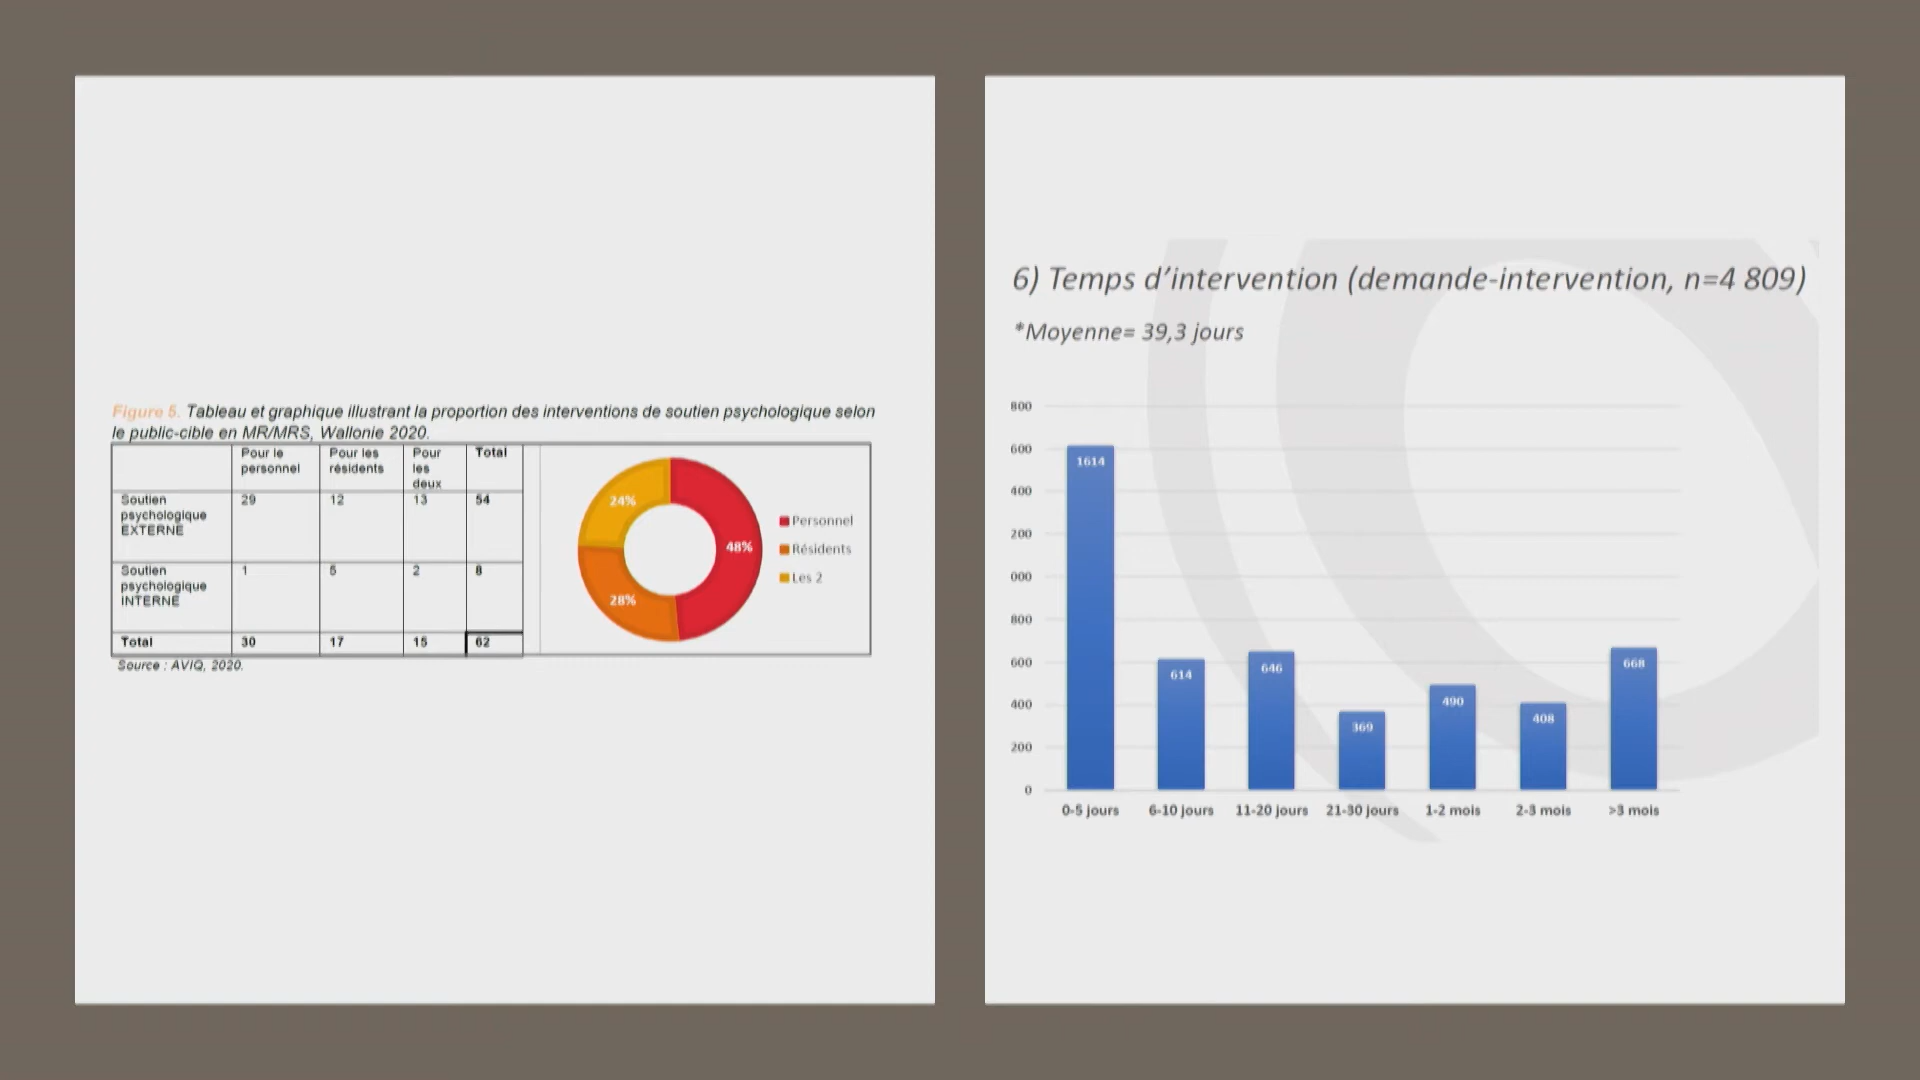 Figure 5. Tableau et graphique illustrant la proportion des interventions de soutien psychologique selon
le public-cible en MR/MRS, Wallonie 2020.
Pour le personnel Pour les résidents Pour les deux Total
Soutien psychologique EXTERNE 29 12 13 54
Soutien psychologique INTERNE 1 5 2 8
Total 30 17 15 62
Source : AVIQ, 2020.
24%
48%
28%
Personnel
Résidents
Les 2
6) Temps d'intervention (demande-intervention, n=4 809)
*Moyenne= 39,3 jours
800
600
400
200
000
800
600
400
200
0
1614
614
646
369
490
408
668
0-5 jours 6-10 jours 11-20 jours 21-30 jours 1-2 mois 2-3 mois >3 mois